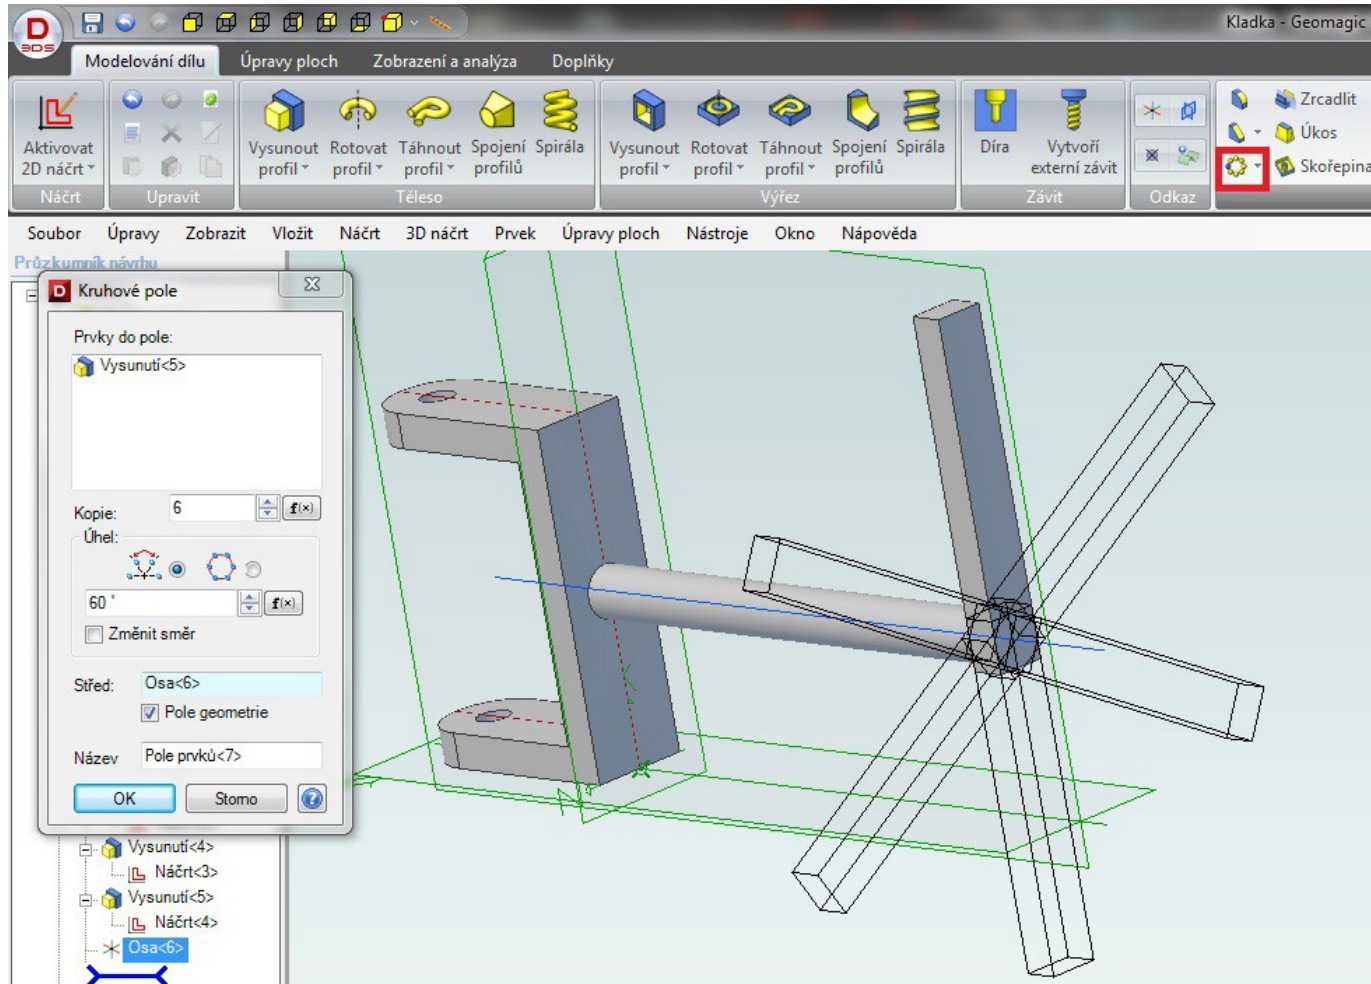 Kladka - Geomagic
D
3DS
Modelování dílu Úpravy ploch Zobrazení a analýza Doplňky
Aktivovat
2D náčrt
Náčrt
Upravit
Vysunout
profil
Rotovat
profil
Táhnout
profil
Spojení
profilů
Spirála
Těleso
Vysunout
profil
Rotovat
profil
Táhnout
profil
Spojení
profilů
Spirála
Výřez
Díra
Vytvoří
externí závit
Závit
Odkaz
Zrcadlit
Úkos
Skořepina
Soubor Úpravy Zobrazit Vložit Náčrt 3D náčrt Prvek Úpravy ploch Nástroje Okno Nápověda
Průzkumník návrhu
D Kruhové pole
Prvky do pole:
Vysunutí<5>
Kopie: 6 f(x)
Úhel:
60 ° f(x)
Změnit směr
Střed: Osa<6>
Pole geometrie
Název Pole prvků<7>
OK Storno ?
Vysunutí<4>
Náčrt<3>
Vysunutí<5>
Náčrt<4>
Osa<6>